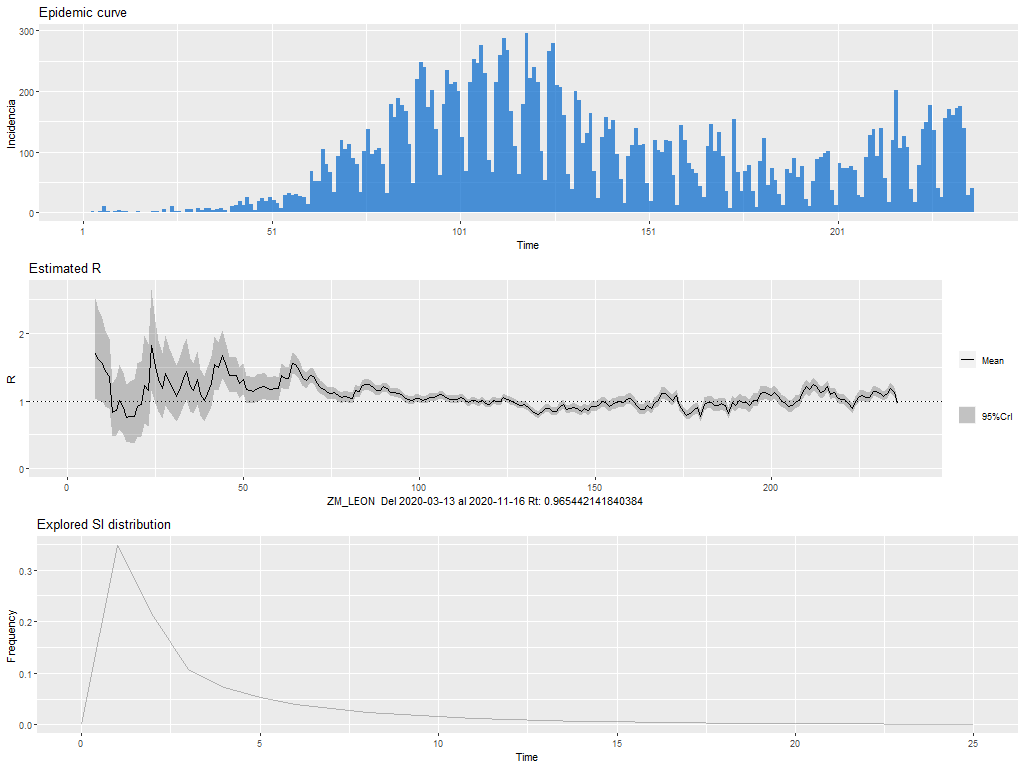 Epidemic curve
300
200
100
0
Incidencia
1 51 101 151 201
Time
Estimated R
2
1
0
R
0 50 100 150 200
ZM_LEON Del 2020-03-13 al 2020-11-16 Rt: 0.965442141840384
Mean
95%CrI
Explored SI distribution
0.3
0.2
0.1
0.0
Frequency
0 5 10 15 20 25
Time